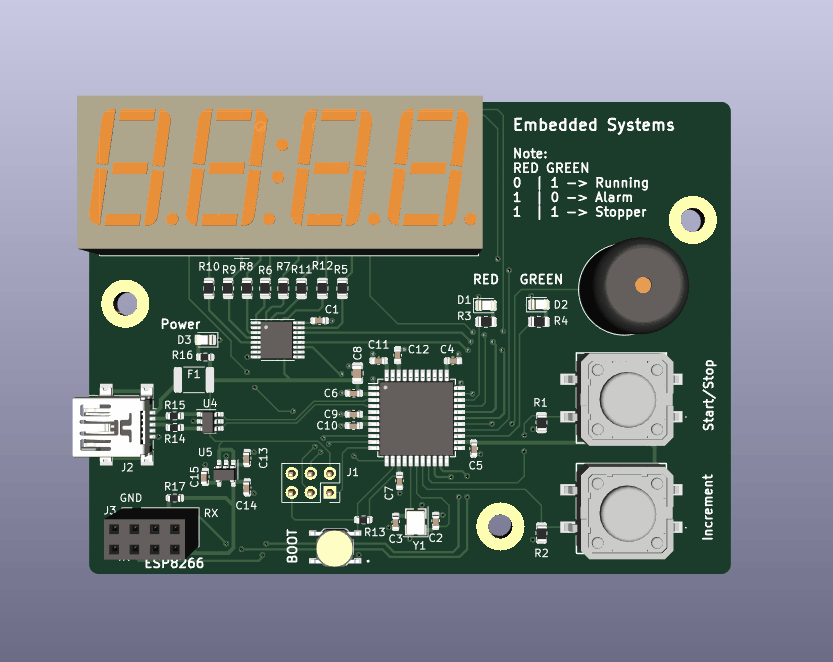 Embedded Systems
Note:
RED GREEN
0 | 1 -> Running
1 | 0 -> Alarm
1 | 1 -> Stopper
R10 R9 R8 R6 R7 R11 R12 R5
RED GREEN
D1 D2
R3 R4
C1
Power
D3
R16
F1
C11 C12 C4
C8
C6
C9
C10
R15 U4
R14
J2
R1
Start/Stop
U5 C13
C15
C14
J1
C5
C7
R17
GND
J3 RX
ESP8266
BOOT
R13
C3 C2
Y1
R2
Increment